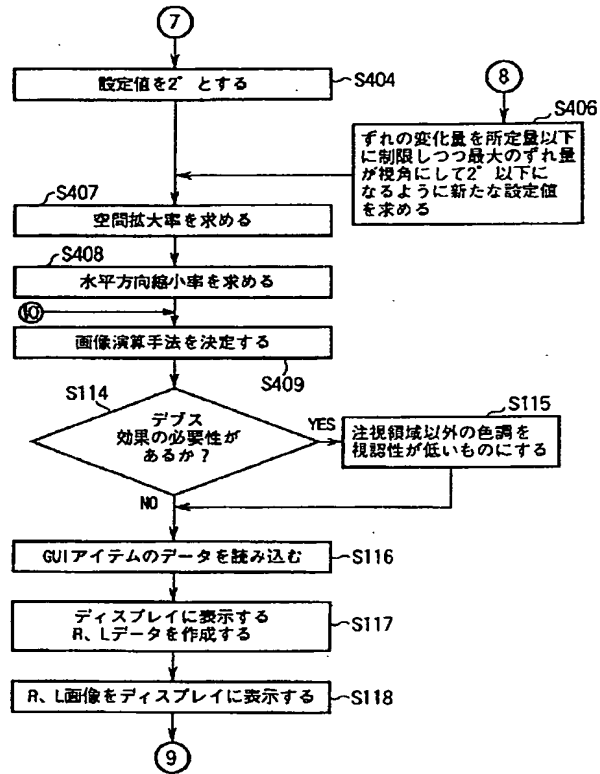 7
設定値を2°とする
S404
8
S406
ずれの変化量を所定量以下
に制限しつつ最大のずれ量
が視角にして2°以下に
なるように新たな設定値
を求める
S407
空間拡大率を求める
S408
水平方向縮小率を求める
10
画像演算手法を決定する
S409
S114
デプス
効果の必要性が
あるか?
YES
S115
注視領域以外の色調を
視認性が低いものにする
NO
GUIアイテムのデータを読み込む
S116
ディスプレイに表示する
R、Lデータを作成する
S117
R、L画像をディスプレイに表示する
S118
9